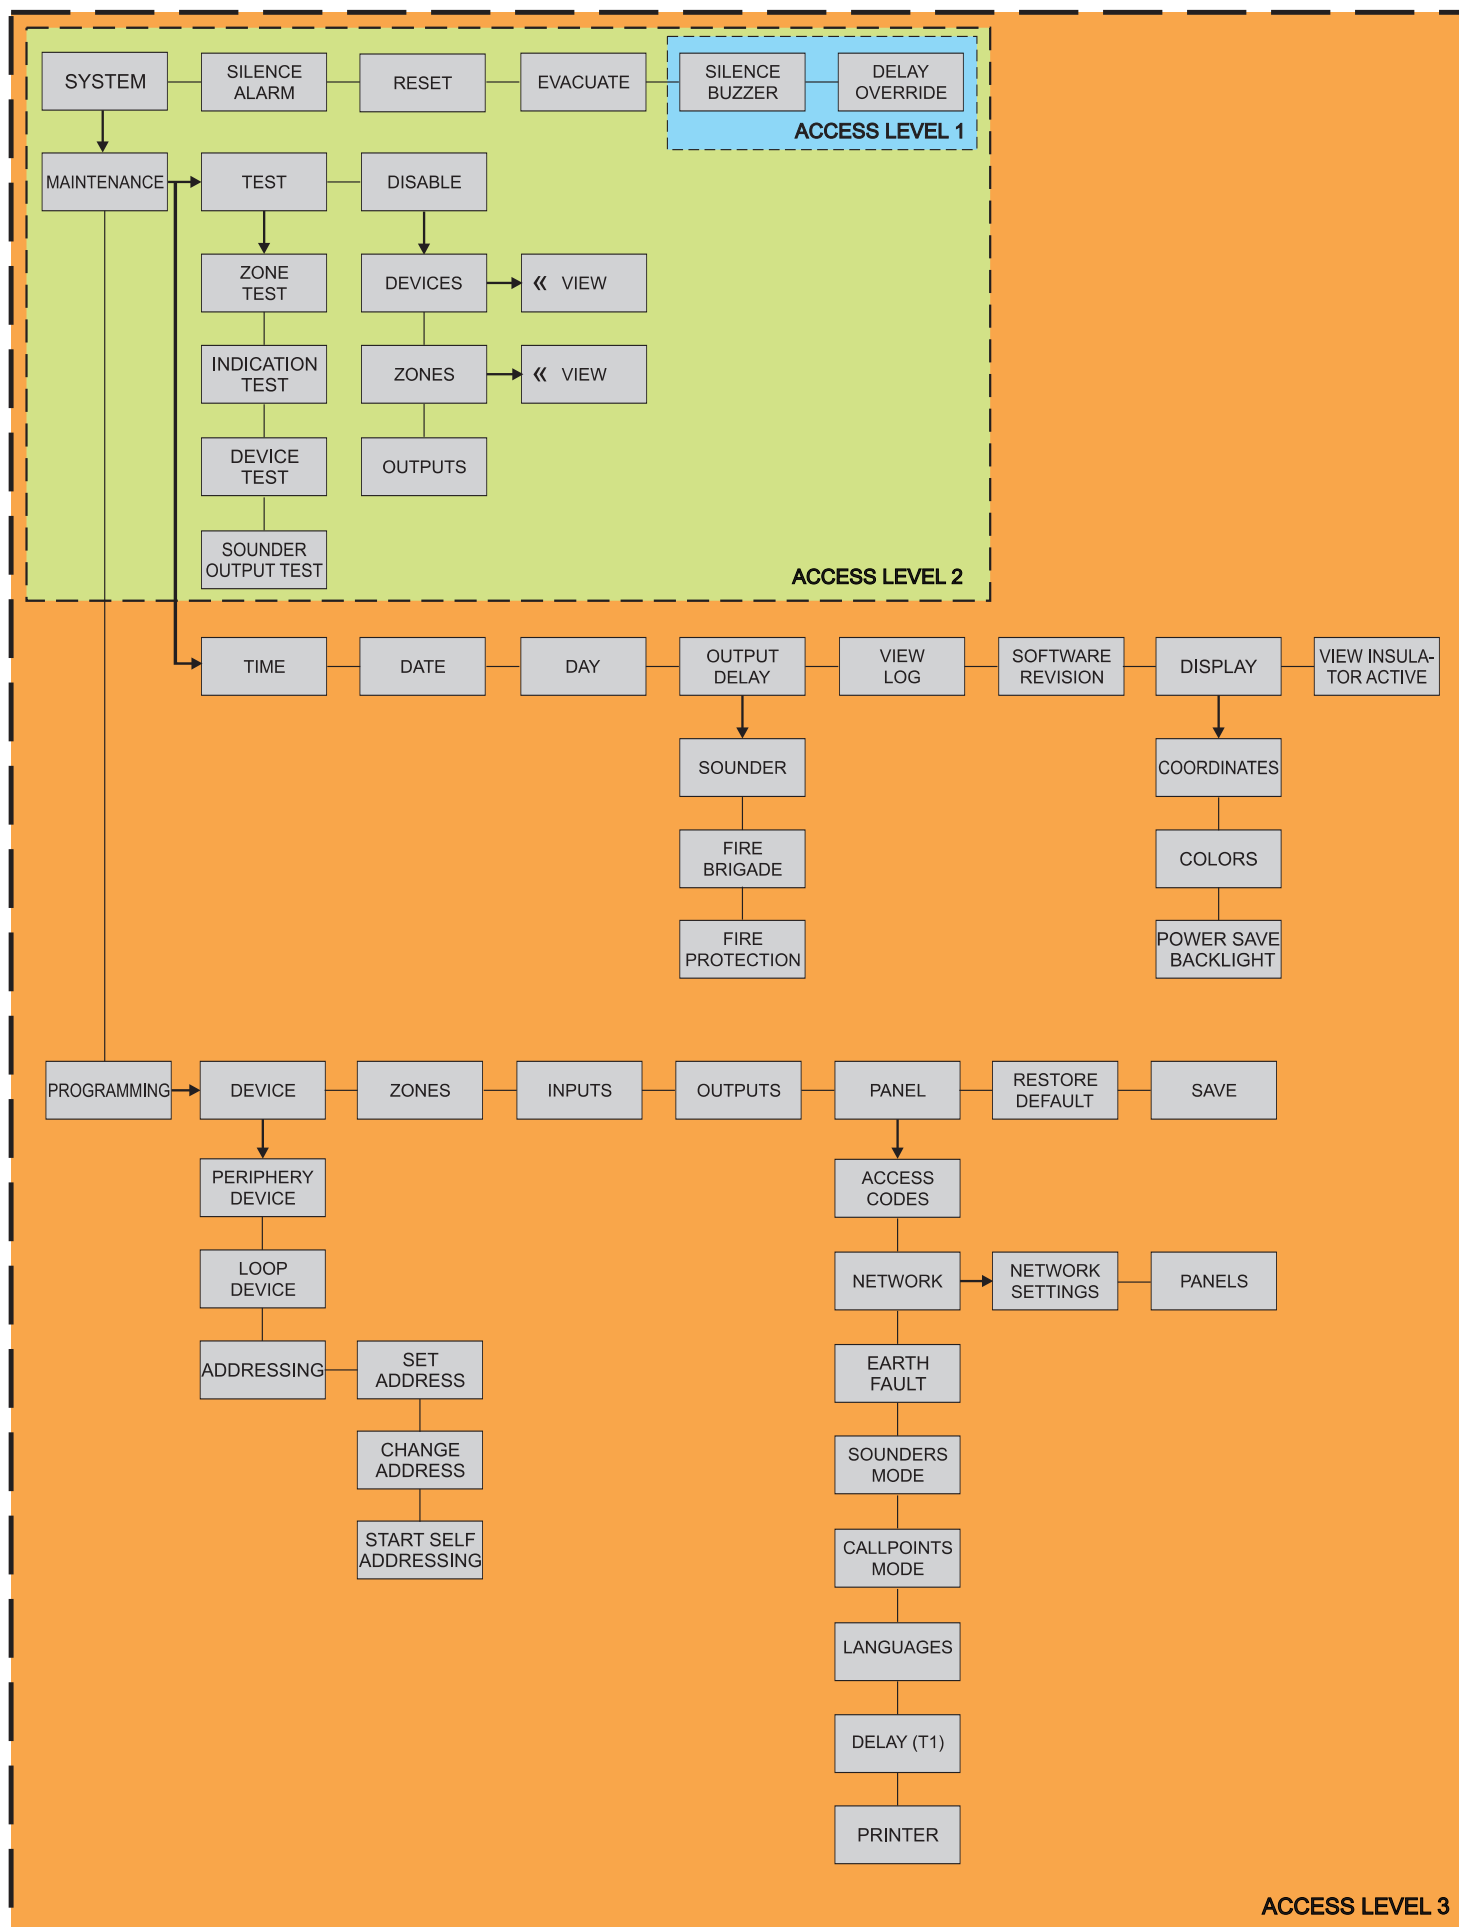 SYSTEM
SILENCE
ALARM
RESET
EVACUATE
SILENCE
BUZZER
DELAY
OVERRIDE
ACCESS LEVEL 1
MAINTENANCE
TEST
DISABLE
ZONE
TEST
DEVICES
« VIEW
INDICATION
TEST
ZONES
« VIEW
DEVICE
TEST
OUTPUTS
SOUNDER
OUTPUT TEST
ACCESS LEVEL 2
TIME
DATE
DAY
OUTPUT
DELAY
VIEW
LOG
SOFTWARE
REVISION
DISPLAY
VIEW INSULA-
TOR ACTIVE
SOUNDER
COORDINATES
FIRE
BRIGADE
COLORS
FIRE
PROTECTION
POWER SAVE
BACKLIGHT
PROGRAMMING
DEVICE
ZONES
INPUTS
OUTPUTS
PANEL
RESTORE
DEFAULT
SAVE
PERIPHERY
DEVICE
ACCESS
CODES
LOOP
DEVICE
NETWORK
NETWORK
SETTINGS
PANELS
ADDRESSING
SET
ADDRESS
EARTH
FAULT
CHANGE
ADDRESS
SOUNDERS
MODE
START SELF
ADDRESSING
CALLPOINTS
MODE
LANGUAGES
DELAY (T1)
PRINTER
ACCESS LEVEL 3